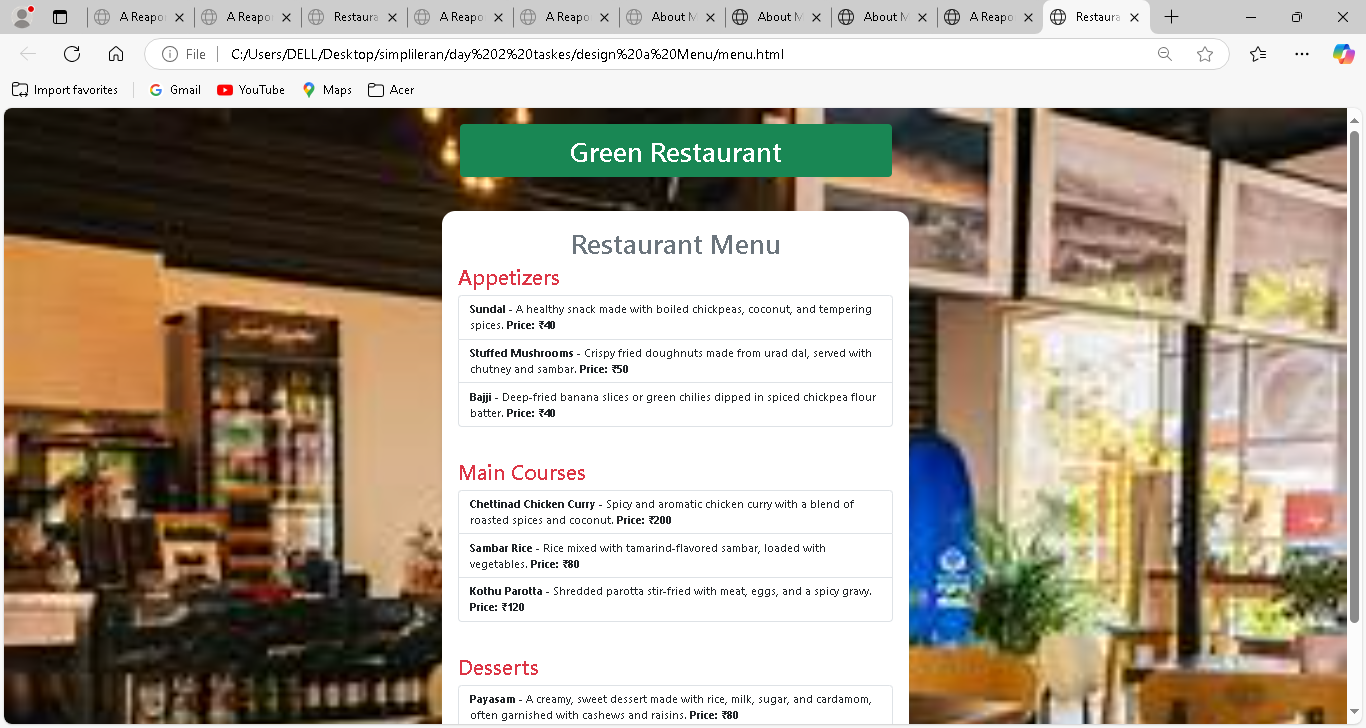 A Reapo
A Reapo
Restaura
A Reapo
A Reapo
About M
About M
About M
A Reapo
Restaura
File
C:/Users/DELL/Desktop/simplileran/day%202%20taskes/design%20a%20Menu/menu.html
Import favorites
Gmail
YouTube
Maps
Acer
Green Restaurant
Restaurant Menu
Appetizers
Sundal - A healthy snack made with boiled chickpeas, coconut, and tempering
spices. Price: ₹40
Stuffed Mushrooms - Crispy fried doughnuts made from urad dal, served with
chutney and sambar. Price: ₹50
Bajji - Deep-fried banana slices or green chilies dipped in spiced chickpea flour
batter. Price: ₹40
Main Courses
Chettinad Chicken Curry - Spicy and aromatic chicken curry with a blend of
roasted spices and coconut. Price: ₹200
Sambar Rice - Rice mixed with tamarind-flavored sambar, loaded with
vegetables. Price: ₹80
Kothu Parotta - Shredded parotta stir-fried with meat, eggs, and a spicy gravy.
Price: ₹120
Desserts
Payasam - A creamy, sweet dessert made with rice, milk, sugar, and cardamom,
often garnished with cashews and raisins. Price: ₹80